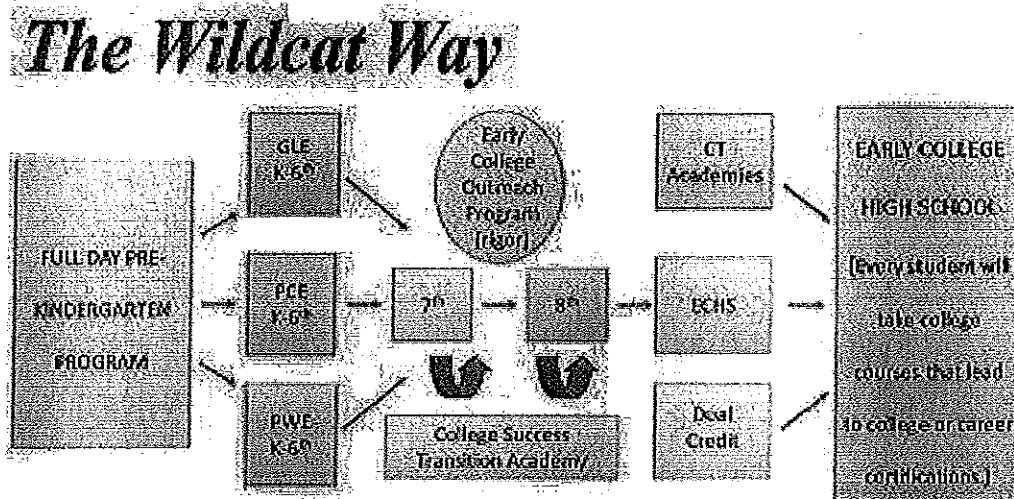 The Wildcat Way
FULL DAY PRE-
KINDERGARTEN
PROGRAM
GLE
K-6th
PCE
K-6th
PWE
K-6th
Early
College
Outreach
Program
[rigor]
7th
8th
College Success
Transition Academy/
CT
Academies
ECHS
Dual
Credit
EARLY COLLEGE
HIGH SCHOOL
[Every student will
take college
courses that lead
to college or career
certifications.]